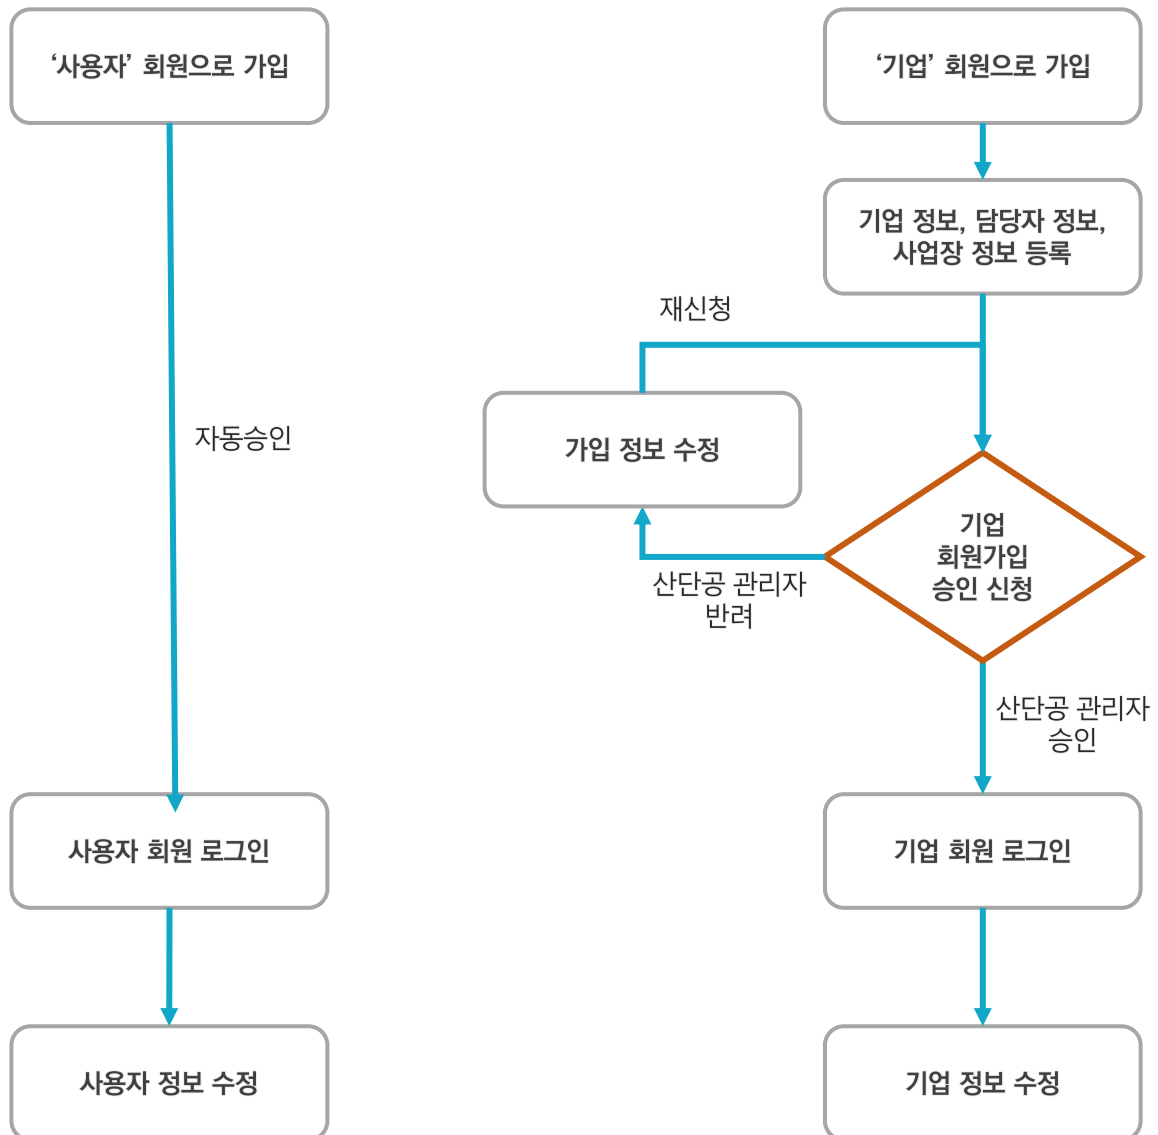 ‘사용자’ 회원으로 가입
‘기업’ 회원으로 가입
기업 정보, 담당자 정보,
사업장 정보 등록
재신청
자동승인
가입 정보 수정
기업
회원가입
승인 신청
산단공 관리자
반려
산단공 관리자
승인
사용자 회원 로그인
기업 회원 로그인
사용자 정보 수정
기업 정보 수정